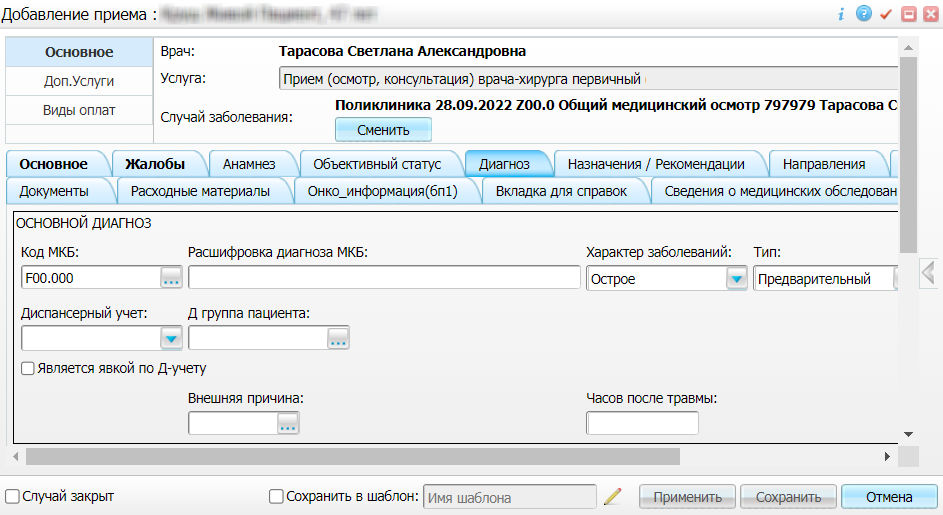 Добавление приема :
Основное
Доп.Услуги
Виды оплат
Врач: Тарасова Светлана Александровна
Услуга: Прием (осмотр, консультация) врача-хирурга первичный
Случай заболевания: Поликлиника 28.09.2022 Z00.0 Общий медицинский осмотр 797979 Тарасова С
Сменить
Основное Жалобы Анамнез Объективный статус Диагноз Назначения / Рекомендации Направления
Документы Расходные материалы Онко_информация(6п1) Вкладка для справок Сведения о медицинских обследован
ОСНОВНОЙ ДИАГНОЗ
Код МКБ: Расшифровка диагноза МКБ: Характер заболеваний: Тип:
F00.000 ... Острое Предварительный
Диспансерный учет: Д группа пациента:
...
Является явкой по Д-учету
Внешняя причина: Часов после травмы:
...
Случай закрыт Сохранить в шаблон: Имя шаблона Применить Сохранить Отмена